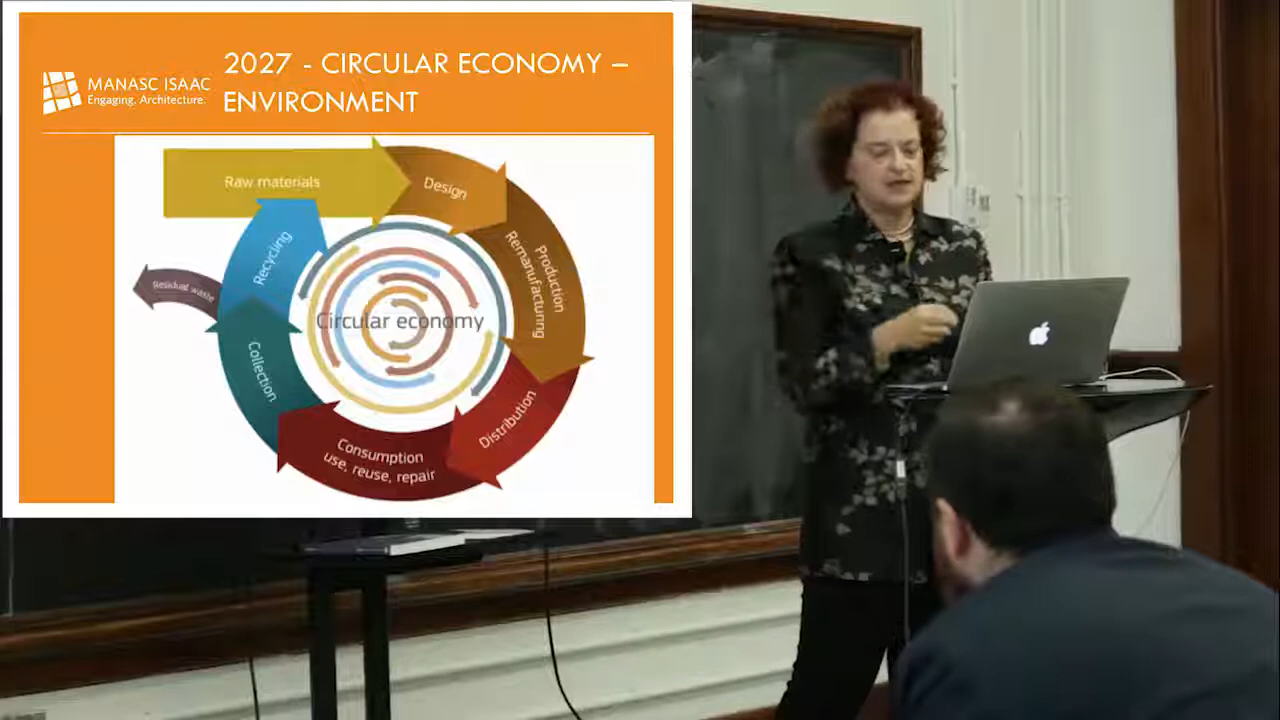 2027 - CIRCULAR ECONOMY –
ENVIRONMENT
MANASC ISAAC
Engaging. Architecture.
Raw materials
Design
Production
Remanufacturing
Distribution
Consumption
use, reuse, repair
Collection
Recycling
Residual waste
Circular economy